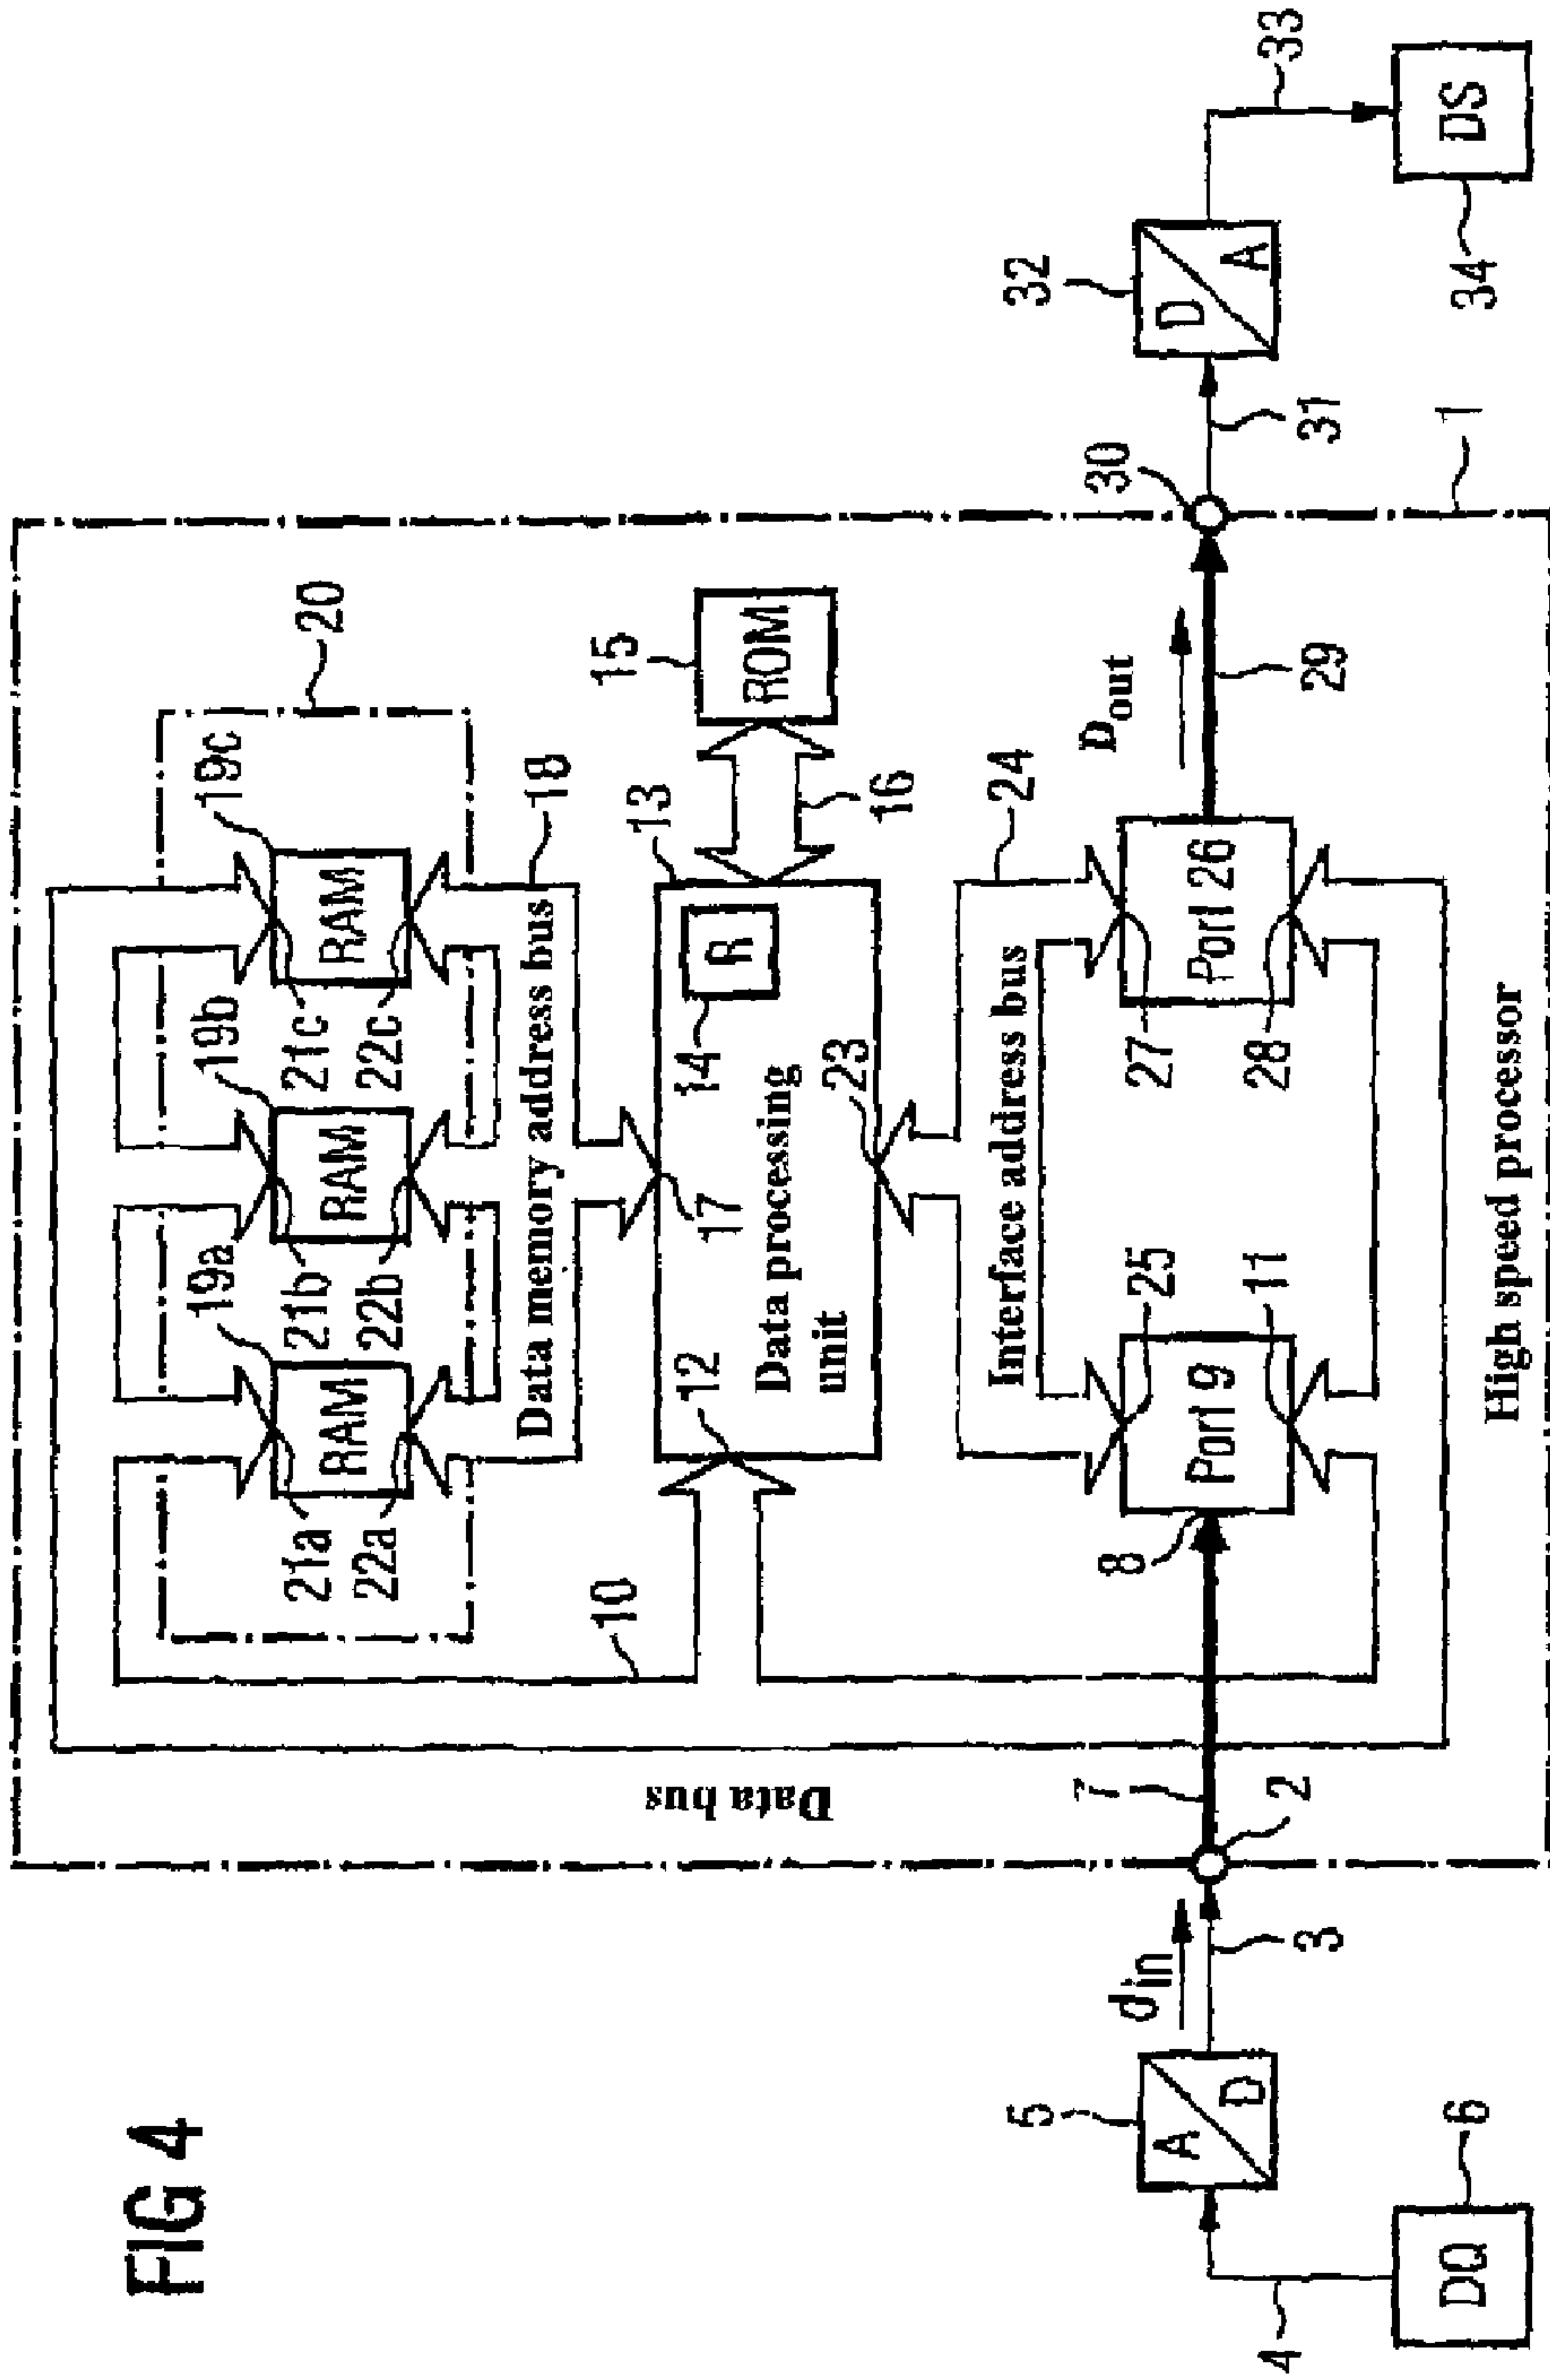 FIG 4
20
19a
19b
19c
RAM
RAM
RAM
21a
21b
21c
22a
22b
22c
18
Data memory address bus
10
12
17
13
15
ROM
16
14
R
Data processing
unit
23
Data bus
24
Interface address bus
25
27
8
Port 9
Port 26
11
28
7
2
d in
3
5
A
D
4
DQ
6
D out
29
30
31
32
D
A
33
DS
34
1
High speed processor